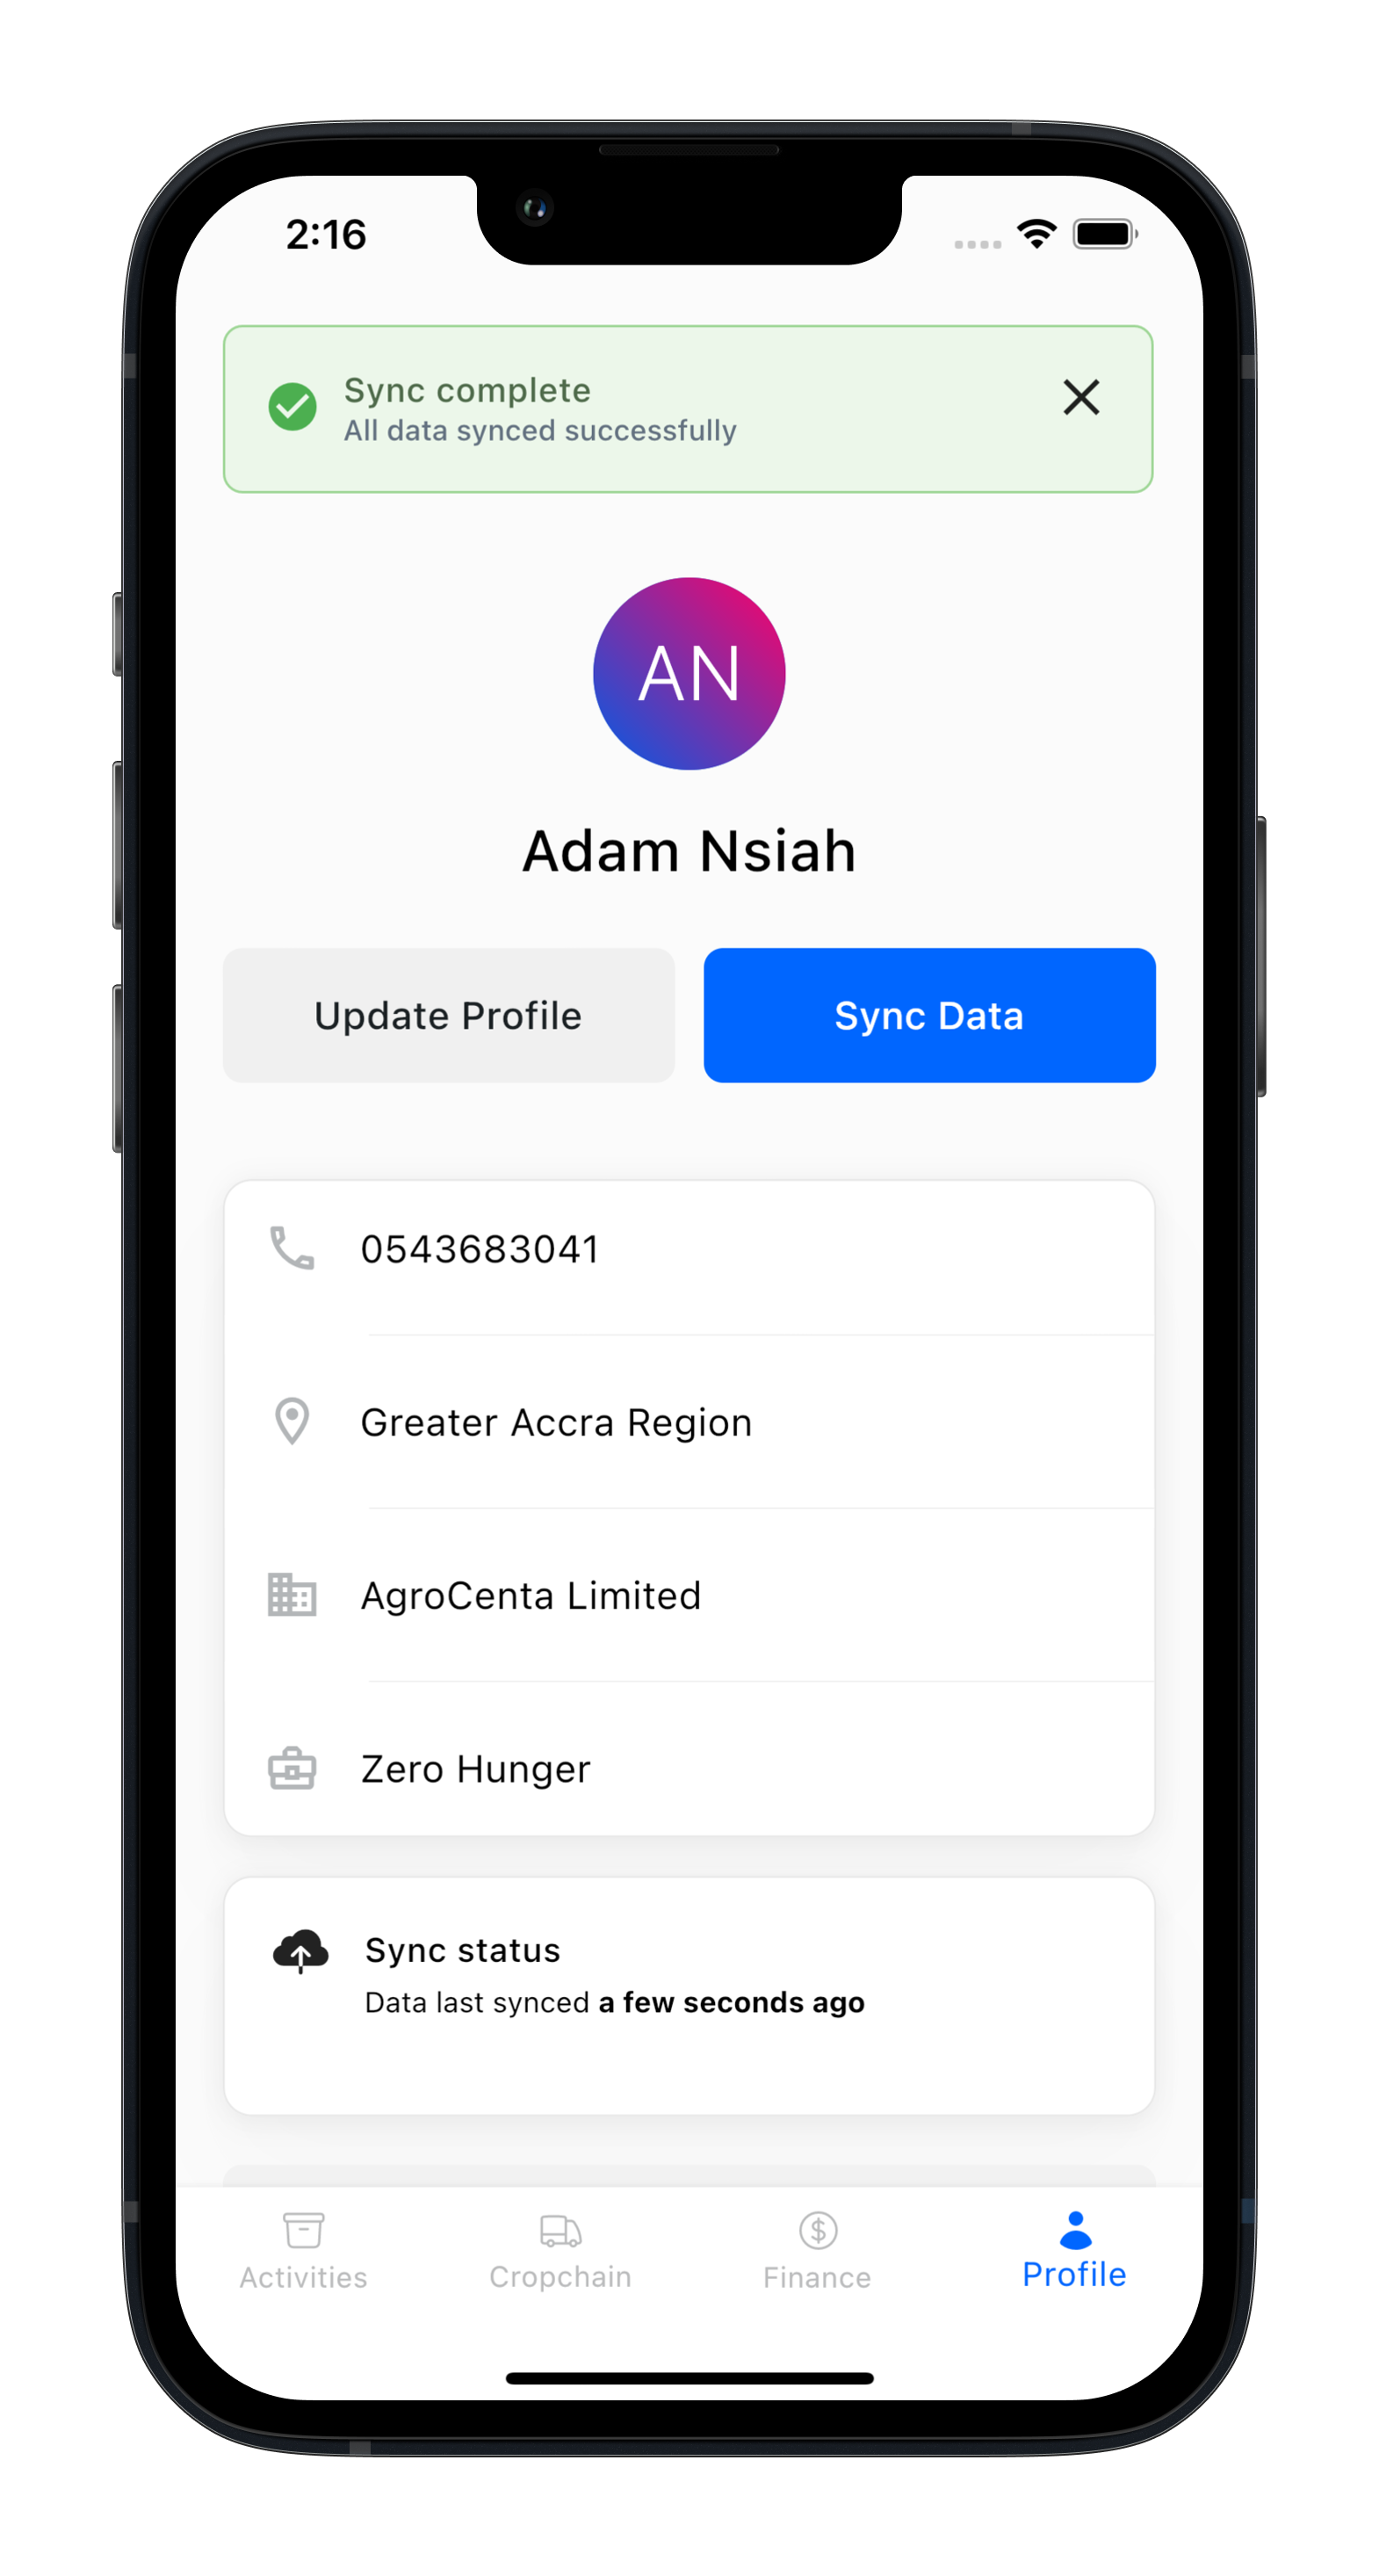 2:16
Sync complete
All data synced successfully
AN
Adam Nsiah
Update Profile
Sync Data
0543683041
Greater Accra Region
AgroCenta Limited
Zero Hunger
Sync status
Data last synced a few seconds ago
Activities
Cropchain
Finance
Profile